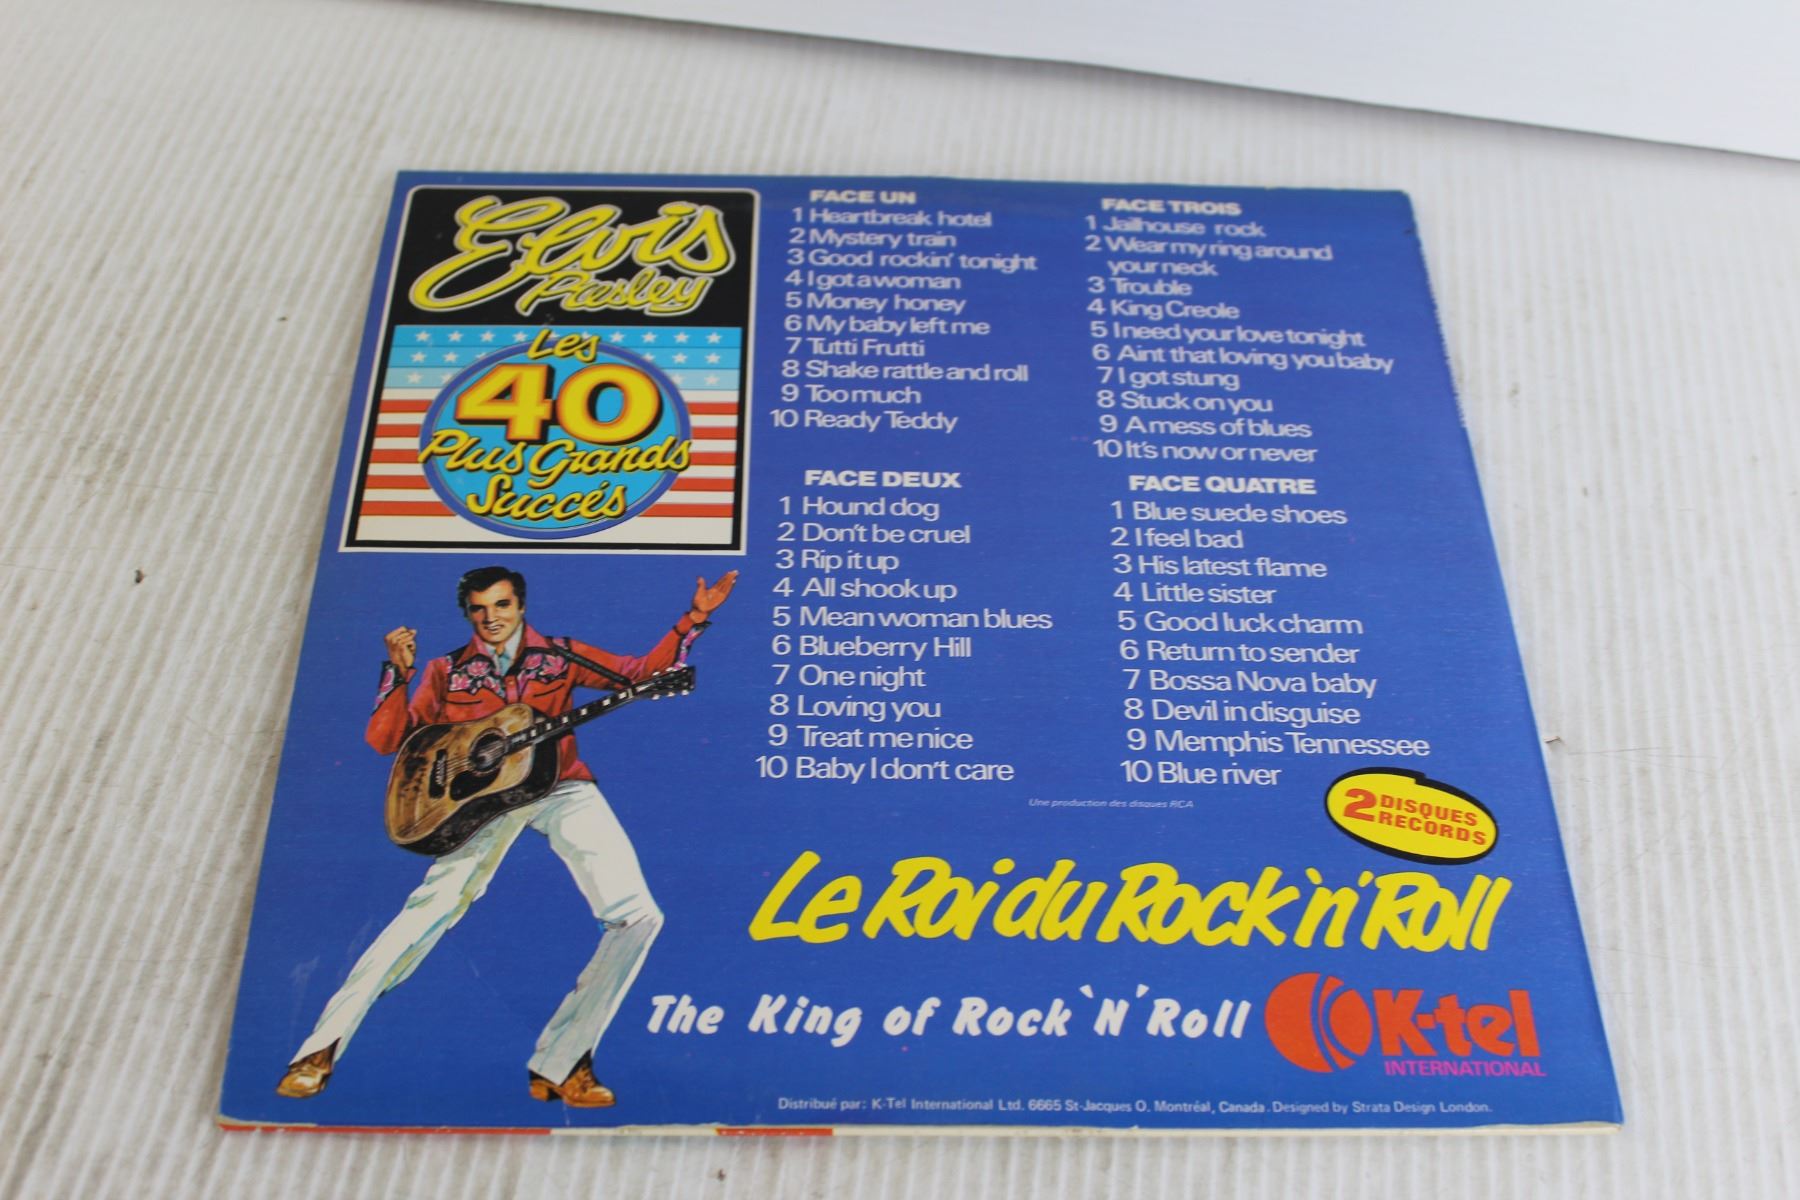 Elvis
Presley
Les
40
Plus Grands
Succés
FACE UN
1 Heartbreak hotel
2 Mystery train
3 Good rockin' tonight
4 I got a woman
5 Money honey
6 My baby left me
7 Tutti Frutti
8 Shake rattle and roll
9 Too much
10 Ready Teddy
FACE DEUX
1 Hound dog
2 Don't be cruel
3 Rip it up
4 All shook up
5 Mean woman blues
6 Blueberry Hill
7 One night
8 Loving you
9 Treat me nice
10 Baby I don't care
FACE TROIS
1 Jailhouse rock
2 Wear my ring around
your neck
3 Trouble
4 King Creole
5 I need your love tonight
6 Aint that loving you baby
7 I got stung
8 Stuck on you
9 A mess of blues
10 It's now or never
FACE QUATRE
1 Blue suede shoes
2 I feel bad
3 His latest flame
4 Little sister
5 Good luck charm
6 Return to sender
7 Bossa Nova baby
8 Devil in disguise
9 Memphis Tennessee
10 Blue river
Une production des disques RCA
2 DISQUES
RECORDS
Le Roi du Rock 'n' Roll
The King of Rock 'N' Roll
K-tel
INTERNATIONAL
Distribué par: K-Tel International Ltd. 6665 St-Jacques O. Montréal, Canada. Designed by Strata Design London.